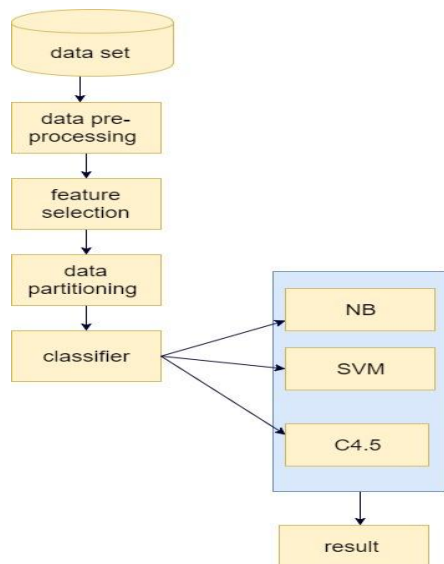 data set
data pre-
processing
feature
selection
data
partitioning
classifier
NB
SVM
C4.5
result